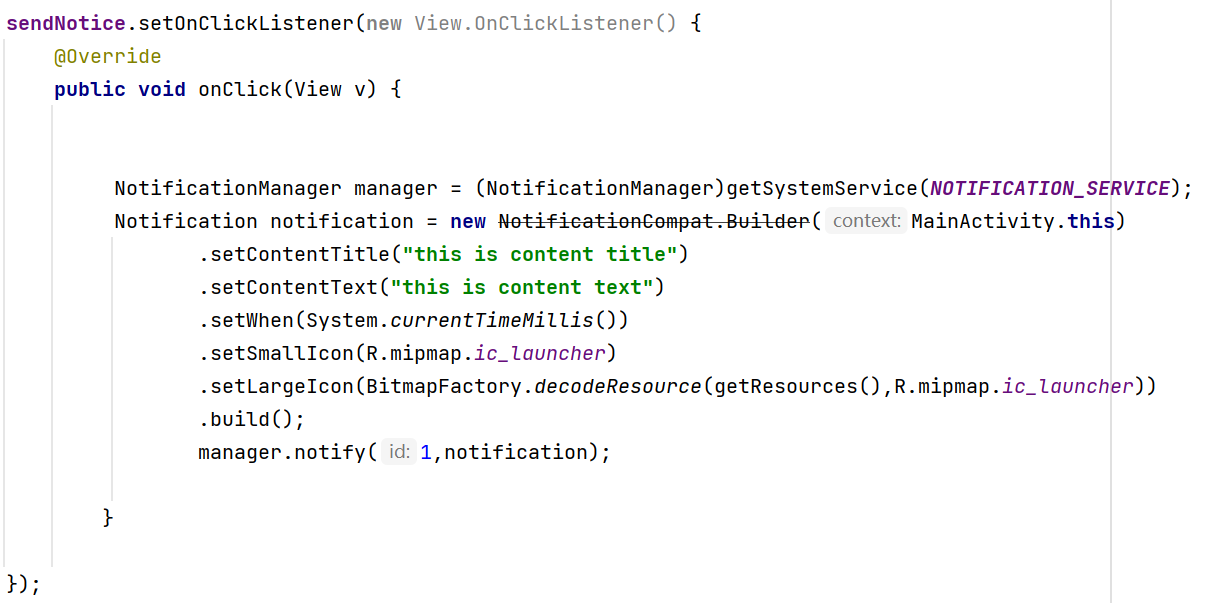 sendNotice.setOnClickListener(new View.OnClickListener() {
@Override
public void onClick(View v) {
NotificationManager manager = (NotificationManager)getSystemService(NOTIFICATION_SERVICE);
Notification notification = new NotificationCompat.Builder( context: MainActivity.this)
.setContentTitle("this is content title")
.setContentText("this is content text")
.setWhen(System.currentTimeMillis())
.setSmallIcon(R.mipmap.ic_launcher)
.setLargeIcon(BitmapFactory.decodeResource(getResources(),R.mipmap.ic_launcher))
.build();
manager.notify( id: 1,notification);
}
});